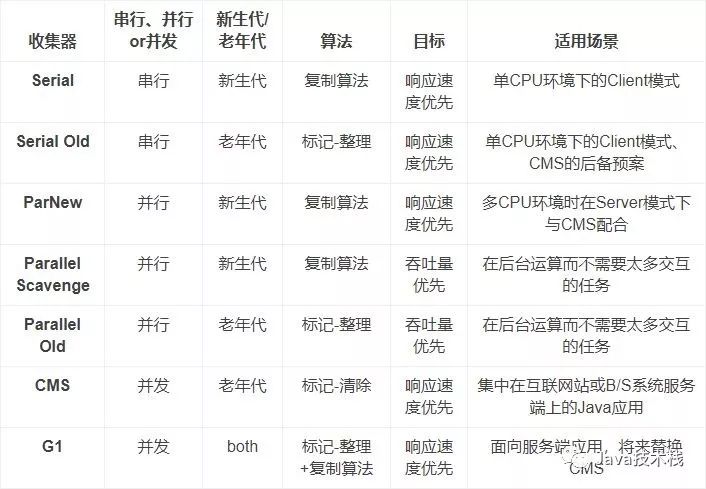 收集器 串行、并行or并发 新生代/老年代 算法 目标 适用场景
Serial 串行 新生代 复制算法 响应速度优先 单CPU环境下的Client模式
Serial Old 串行 老年代 标记-整理 响应速度优先 单CPU环境下的Client模式、CMS的后备预案
ParNew 并行 新生代 复制算法 响应速度优先 多CPU环境时在Server模式下与CMS配合
Parallel Scavenge 并行 新生代 复制算法 吞吐量优先 在后台运算而不需要太多交互的任务
Parallel Old 并行 老年代 标记-整理 吞吐量优先 在后台运算而不需要太多交互的任务
CMS 并发 老年代 标记-清除 响应速度优先 集中在互联网站或B/S系统服务端上的Java应用
G1 并发 both 标记-整理+复制算法 响应速度优先 面向服务端应用，将来替换CMS
Java技术栈